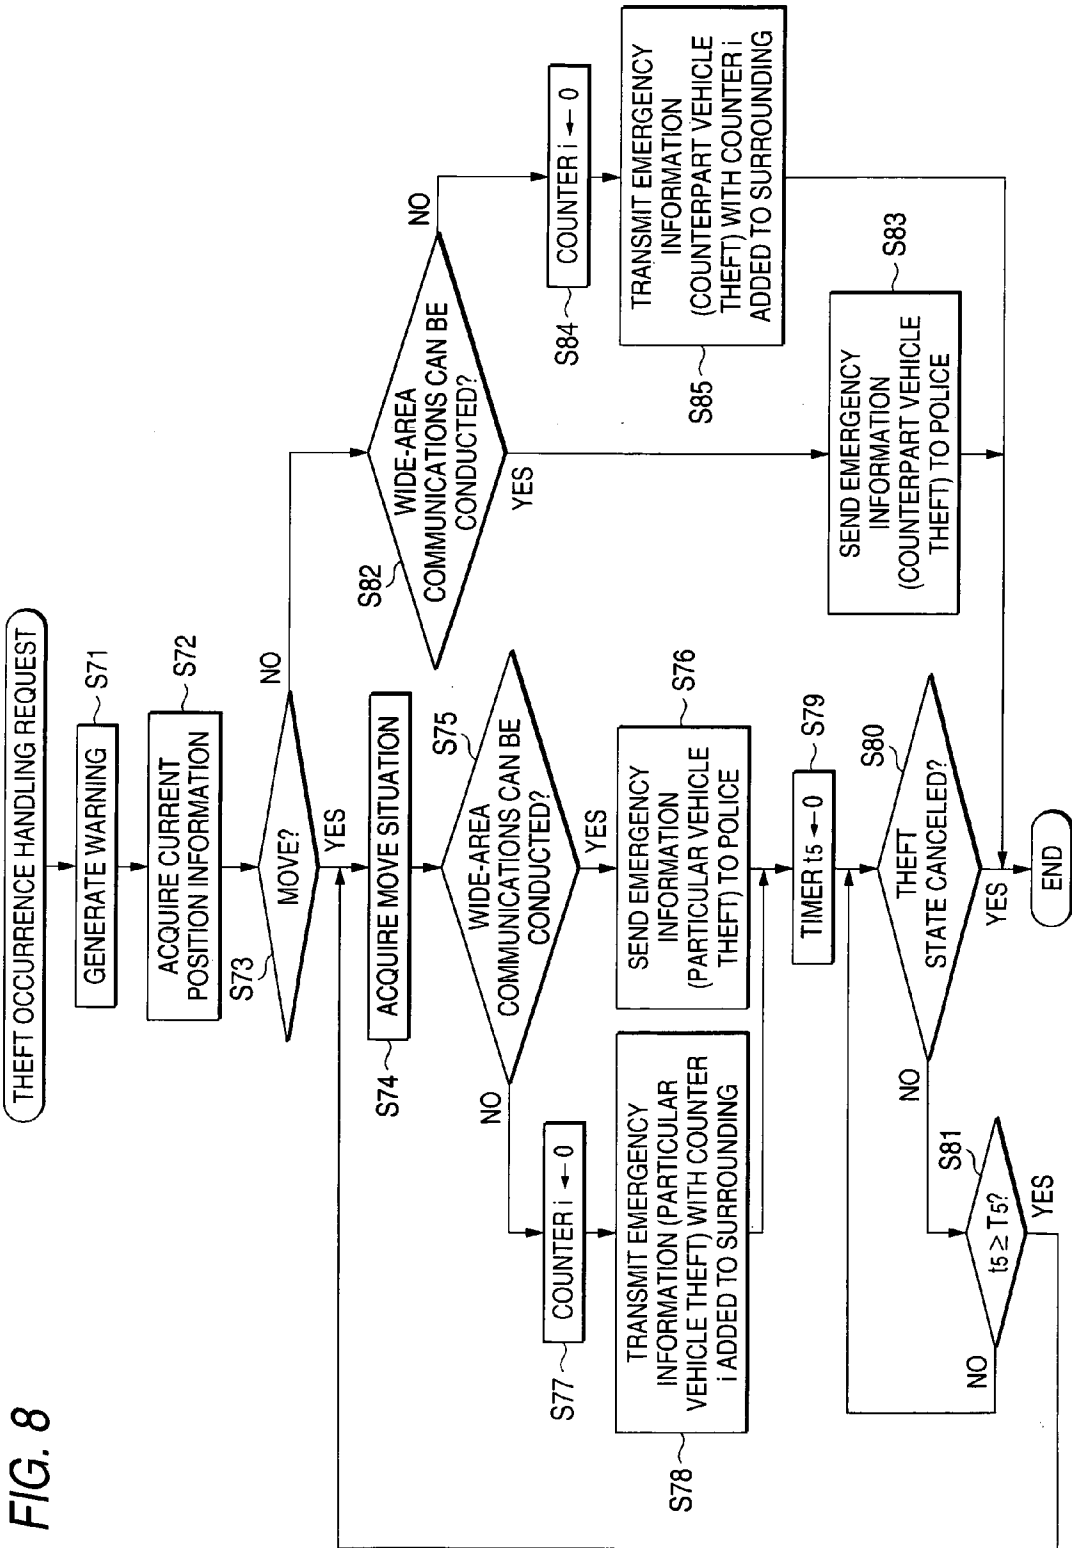 FIG. 8
THEFT OCCURRENCE HANDLING REQUEST
GENERATE WARNING
S71
ACQUIRE CURRENT
POSITION INFORMATION
S72
S73
MOVE?
NO
YES
S74
ACQUIRE MOVE SITUATION
S75
WIDE-AREA
COMMUNICATIONS CAN BE
CONDUCTED?
NO
YES
SEND EMERGENCY
INFORMATION
(PARTICULAR VEHICLE
THEFT) TO POLICE
S76
S77
COUNTER i ← 0
S78
TRANSMIT EMERGENCY
INFORMATION (PARTICULAR
VEHICLE THEFT) WITH COUNTER
i ADDED TO SURROUNDING
TIMER t5 ← 0
S79
S80
THEFT
STATE CANCELED?
NO
YES
S81
t5 ≥ T5?
NO
YES
S82
WIDE-AREA
COMMUNICATIONS CAN BE
CONDUCTED?
NO
YES
SEND EMERGENCY
INFORMATION
(COUNTERPART VEHICLE
THEFT) TO POLICE
S83
S84
COUNTER i ← 0
S85
TRANSMIT EMERGENCY
INFORMATION
(COUNTERPART VEHICLE
THEFT) WITH COUNTER i
ADDED TO SURROUNDING
END